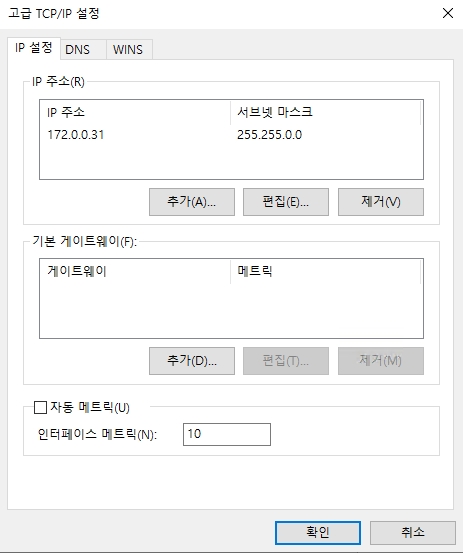 고급 TCP/IP 설정
IP 설정 DNS WINS
IP 주소(R)
IP 주소 서브넷 마스크
172.0.0.31 255.255.0.0
추가(A)... 편집(E)... 제거(V)
기본 게이트웨이(F):
게이트웨이 메트릭
추가(D)... 편집(T)... 제거(M)
자동 메트릭(U)
인터페이스 메트릭(N): 10
확인 취소